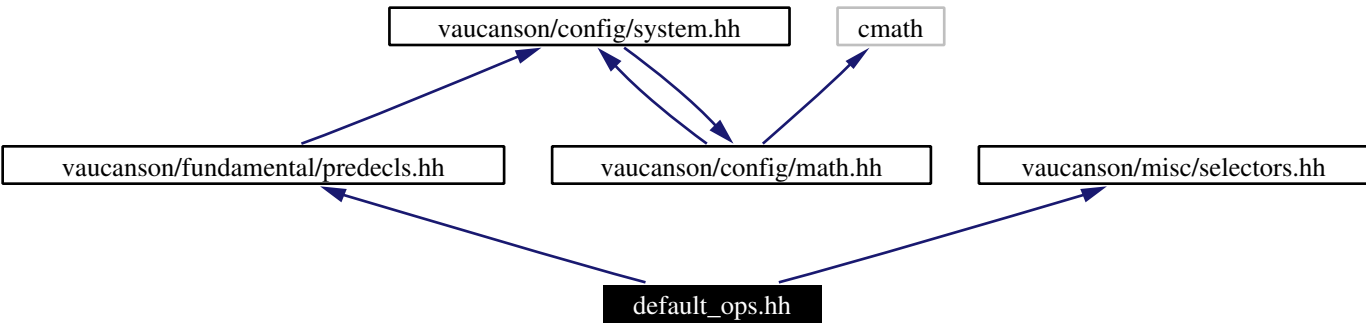 vaucanson/config/system.hh
cmath
vaucanson/fundamental/predecls.hh
vaucanson/config/math.hh
vaucanson/misc/selectors.hh
default_ops.hh